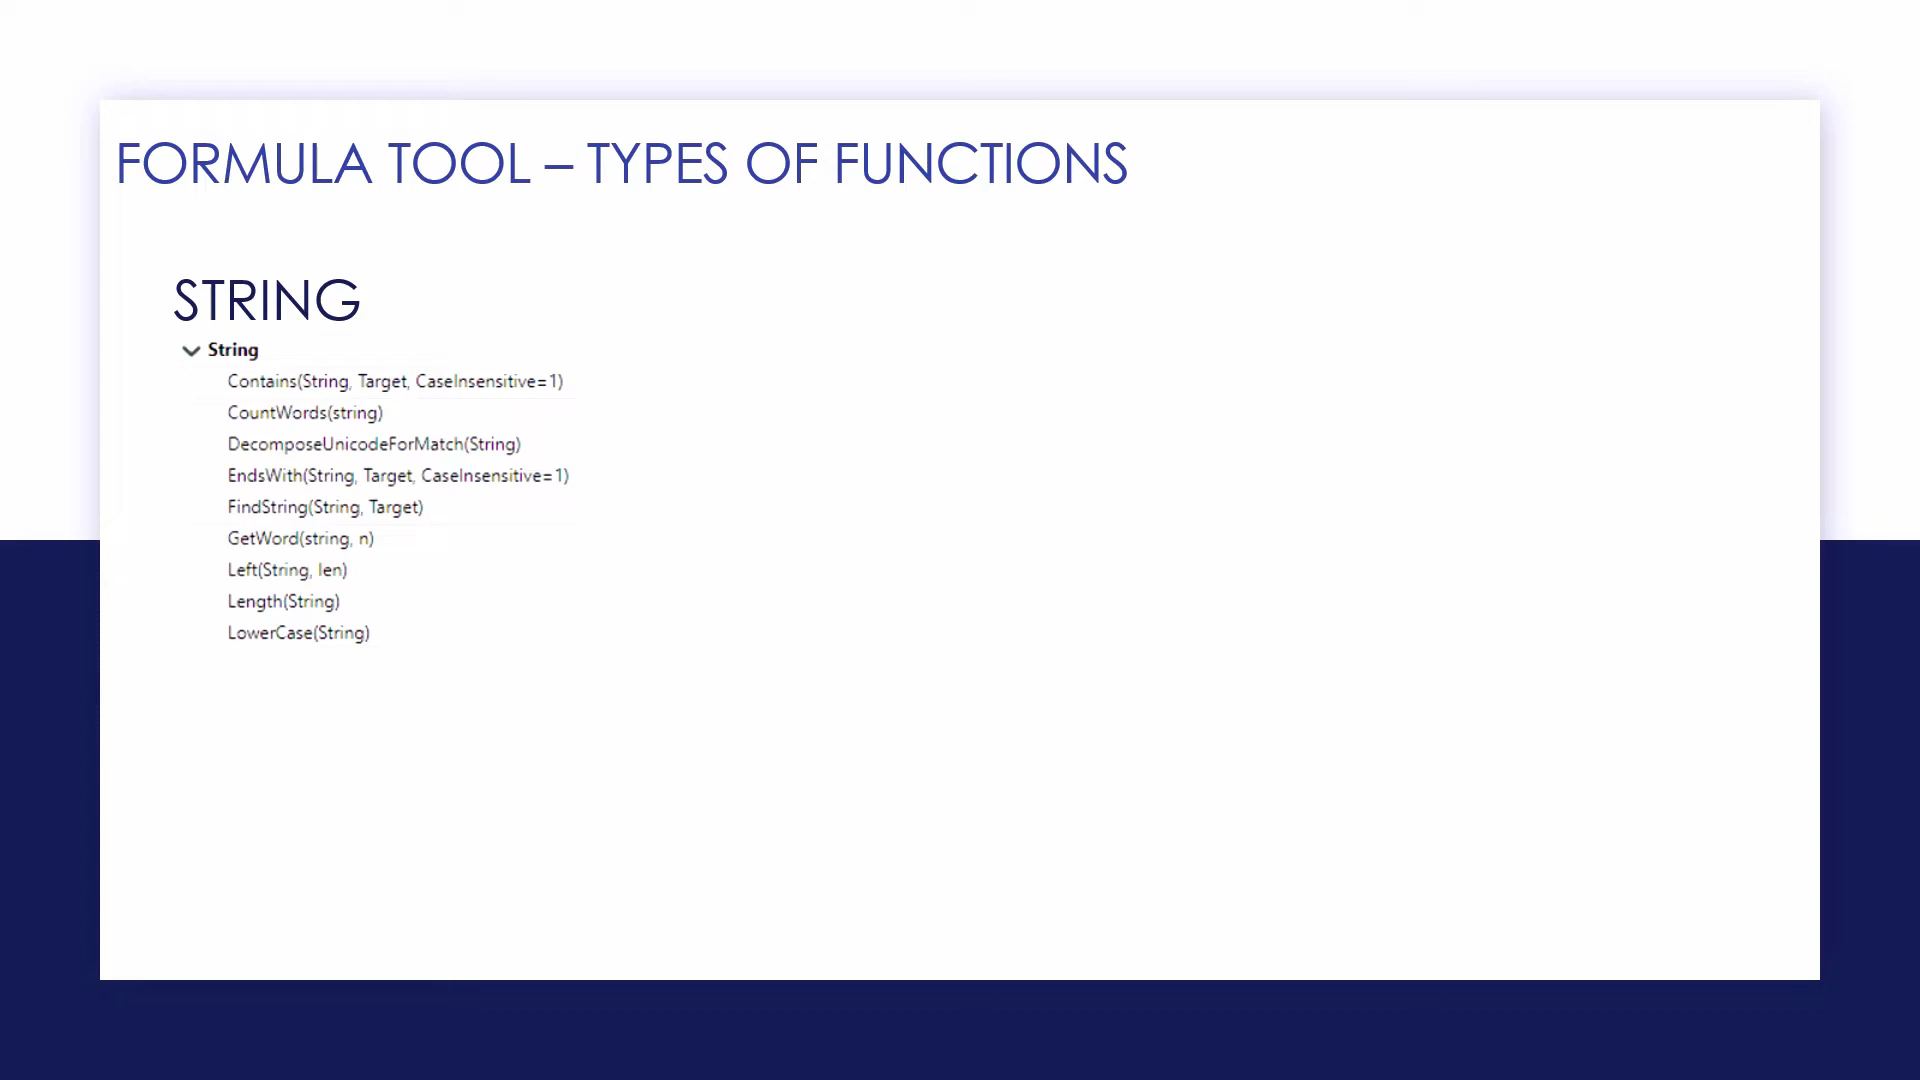 FORMULA TOOL – TYPES OF FUNCTIONS
STRING
String
Contains(String, Target, CaseInsensitive=1)
CountWords(string)
DecomposeUnicodeForMatch(String)
EndsWith(String, Target, CaseInsensitive=1)
FindString(String, Target)
GetWord(string, n)
Left(String, len)
Length(String)
LowerCase(String)